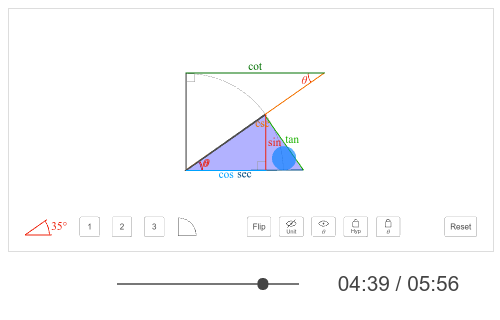 cot
θ
csc
sin tan
θ
cos sec
35° 1 2 3 Flip Unit θ Hyp θ Reset
04:39 / 05:56